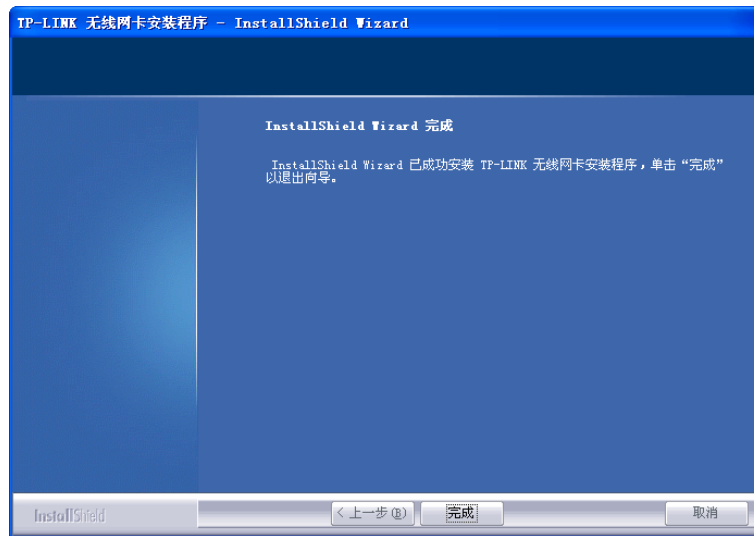 TP-LINK 无线网卡安装程序 - InstallShield Wizard
InstallShield Wizard 完成
InstallShield Wizard 已成功安装 TP-LINK 无线网卡安装程序，单击“完成”
以退出向导。
InstallShield
< 上一步(B)
完成
取消